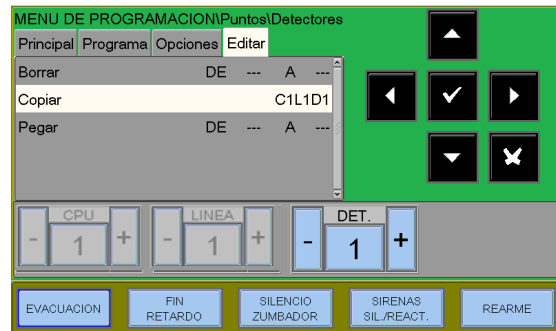 MENU DE PROGRAMACION\Puntos\Detectores
Principal Programa Opciones Editar
Borrar DE --- A ---
Copiar C1L1D1
Pegar DE --- A ---
CPU LINEA DET.
- 1 + - 1 + - 1 +
EVACUACION FIN RETARDO SILENCIO ZUMBADOR SIRENAS SIL./REACT. REARME